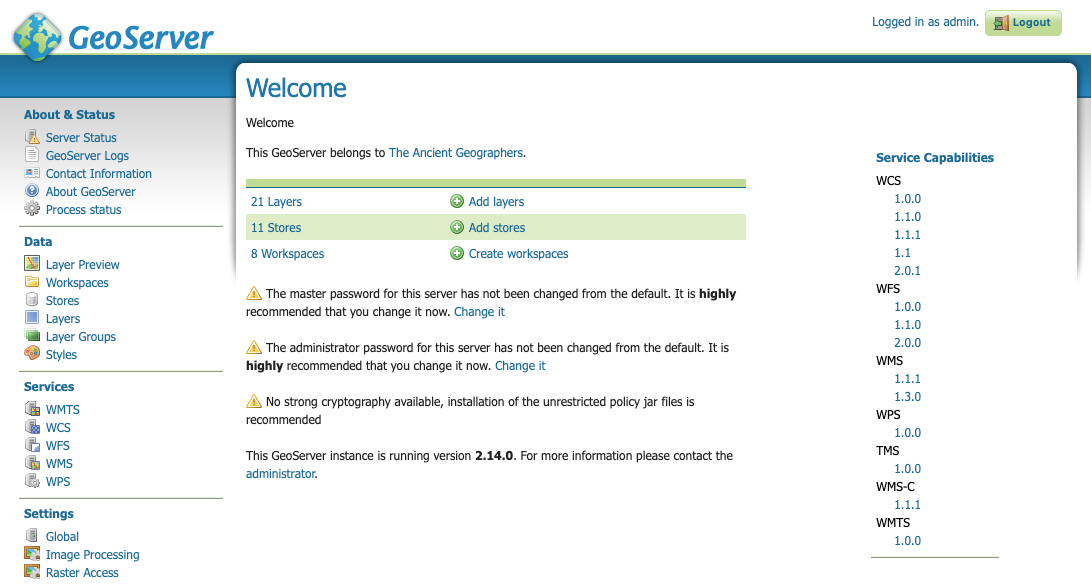 GeoServer
Logged in as admin.
Logout
About & Status
Server Status
GeoServer Logs
Contact Information
About GeoServer
Process status
Data
Layer Preview
Workspaces
Stores
Layers
Layer Groups
Styles
Services
WMTS
WCS
WFS
WMS
WPS
Settings
Global
Image Processing
Raster Access
Welcome
Welcome
This GeoServer belongs to The Ancient Geographers.
21 Layers Add layers
11 Stores Add stores
8 Workspaces Create workspaces
The master password for this server has not been changed from the default. It is highly
recommended that you change it now. Change it
The administrator password for this server has not been changed from the default. It is
highly recommended that you change it now. Change it
No strong cryptography available, installation of the unrestricted policy jar files is
recommended
This GeoServer instance is running version 2.14.0. For more information please contact the
administrator.
Service Capabilities
WCS
1.0.0
1.1.0
1.1.1
1.1
2.0.1
WFS
1.0.0
1.1.0
2.0.0
WMS
1.1.1
1.3.0
WPS
1.0.0
TMS
1.0.0
WMS-C
1.1.1
WMTS
1.0.0